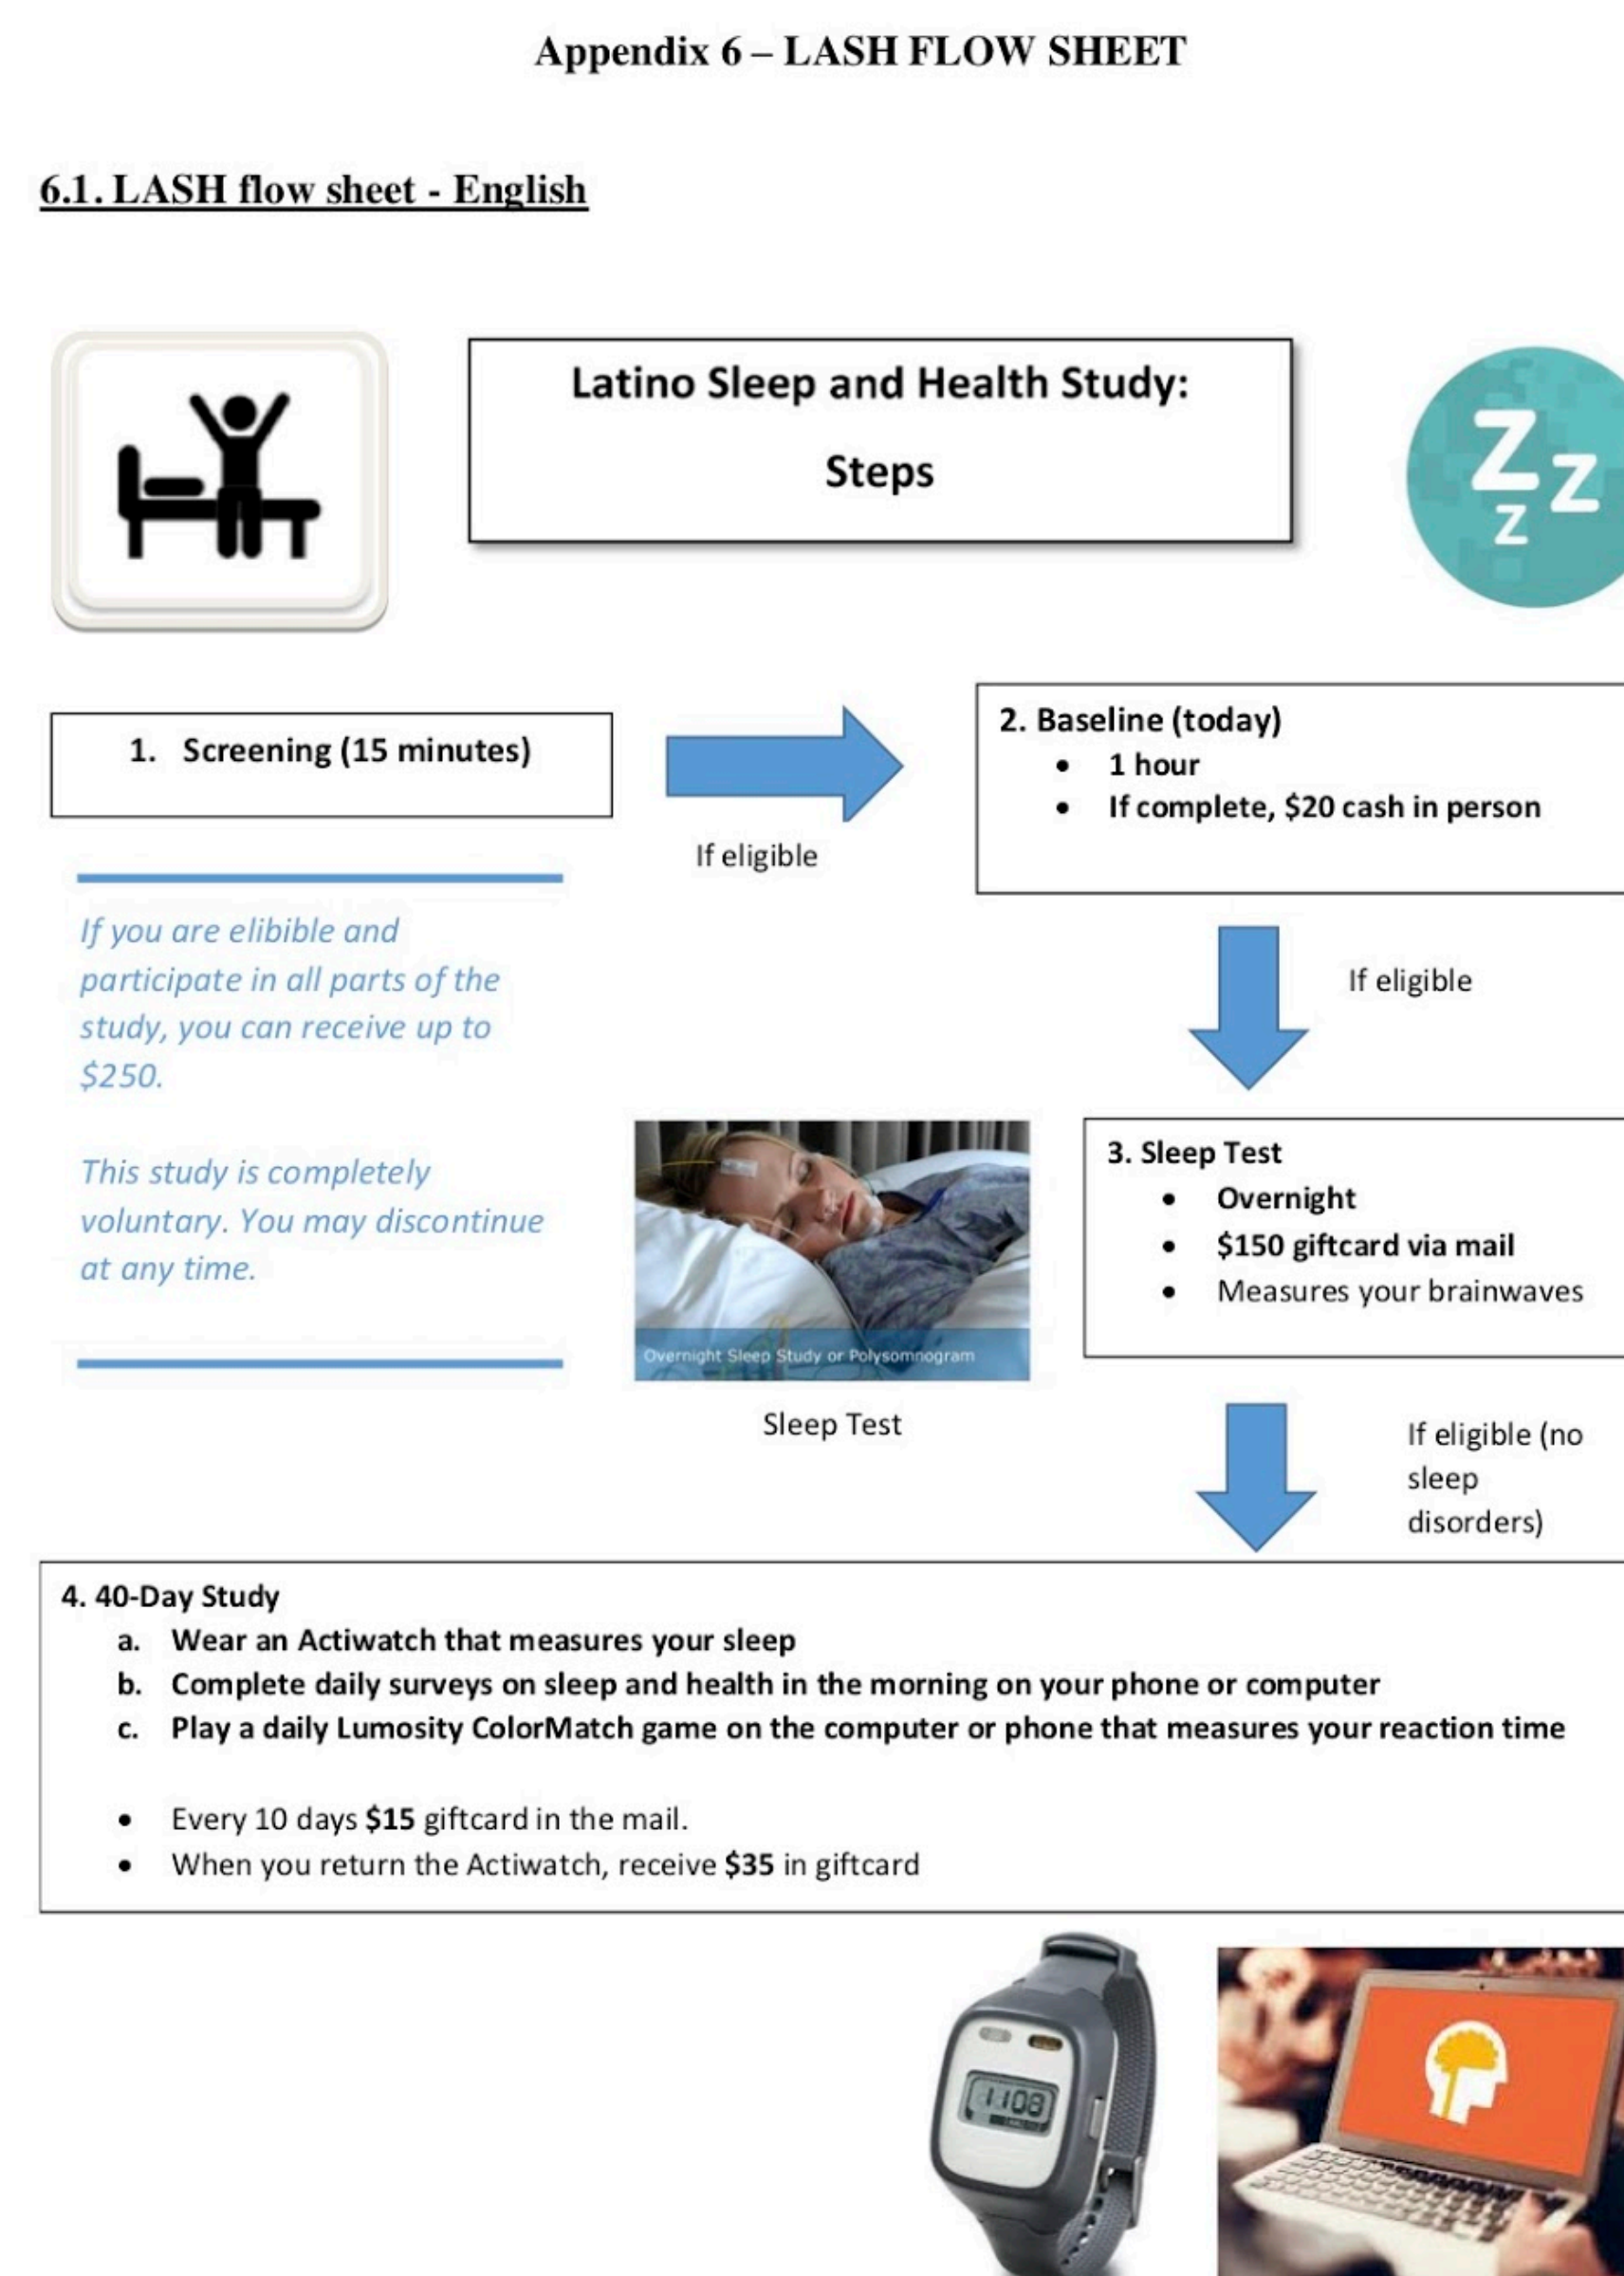 Appendix 6 – LASH FLOW SHEET
6.1. LASH flow sheet - English
Latino Sleep and Health Study:
Steps
Z
z
z
1. Screening (15 minutes)
If eligible
2. Baseline (today)
• 1 hour
• If complete, $20 cash in person
If you are elibible and
participate in all parts of the
study, you can receive up to
$250.
This study is completely
voluntary. You may discontinue
at any time.
If eligible
Overnight Sleep Study or Polysomnogram
Sleep Test
3. Sleep Test
• Overnight
• $150 giftcard via mail
• Measures your brainwaves
If eligible (no
sleep
disorders)
4. 40-Day Study
a. Wear an Actiwatch that measures your sleep
b. Complete daily surveys on sleep and health in the morning on your phone or computer
c. Play a daily Lumosity ColorMatch game on the computer or phone that measures your reaction time
• Every 10 days $15 giftcard in the mail.
• When you return the Actiwatch, receive $35 in giftcard
1108